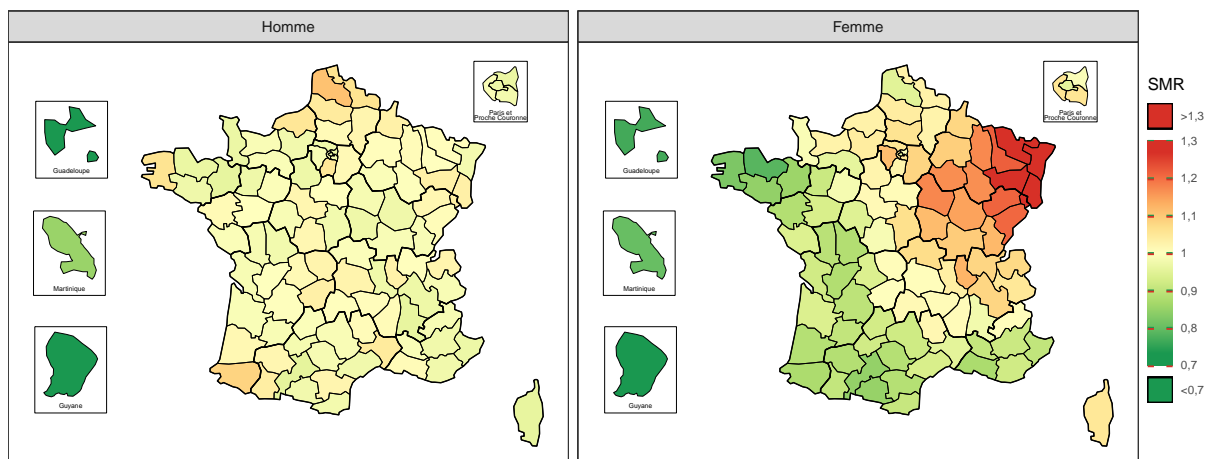 Homme
Femme
Paris et
Proche Couronne
Guadeloupe
Martinique
Guyane
Paris et
Proche Couronne
Guadeloupe
Martinique
Guyane
SMR
>1,3
1,3
1,2
1,1
1
0,9
0,8
0,7
<0,7